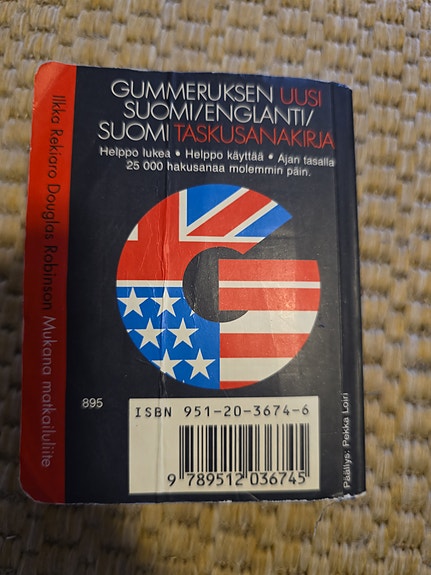 GUMMERUKSEN UUSI
SUOMI/ENGLANTI/
SUOMI TASKUSANAKIRJA
Helppo lukea • Helppo käyttää • Ajan tasalla
25 000 hakusanaa molemmin päin.
Ilkka Rekiaro Douglas Robinson Mukana matkailuliite
895
ISBN 951-20-3674-6
9 789512 036745
Päällys: Pekka Loiri